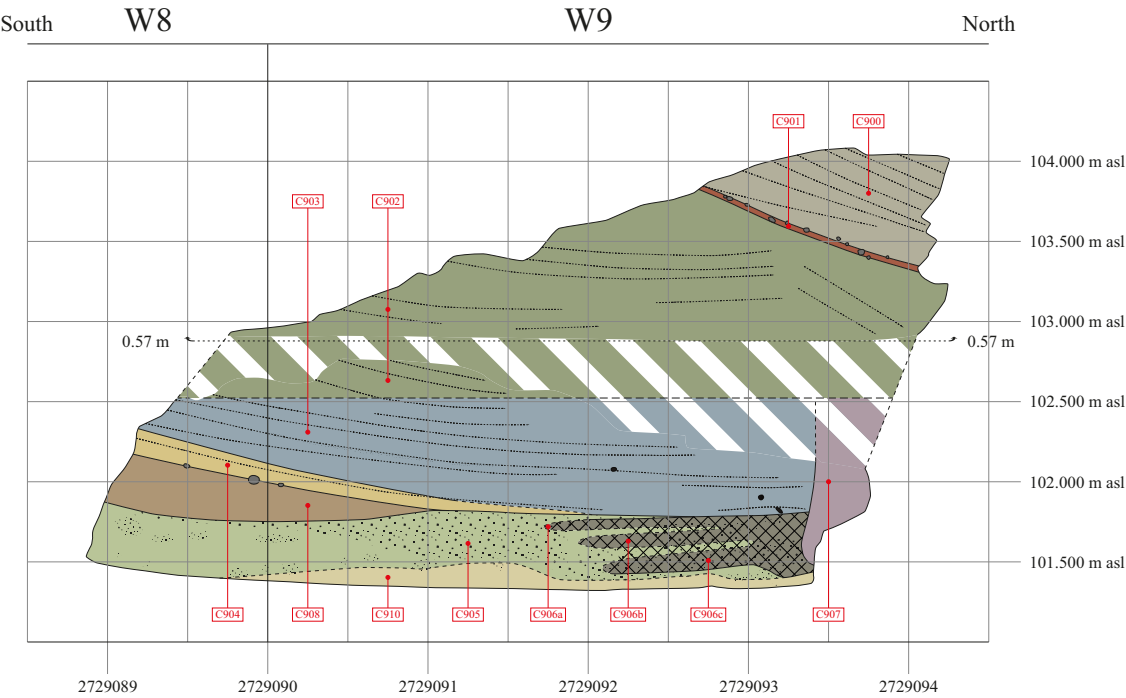 South W8 W9 North
C901 C900
104.000 m asl
C903 C902
103.500 m asl
103.000 m asl
0.57 m 0.57 m
102.500 m asl
102.000 m asl
101.500 m asl
C904 C908 C910 C905 C906a C906b C906c C907
2729089 2729090 2729091 2729092 2729093 2729094